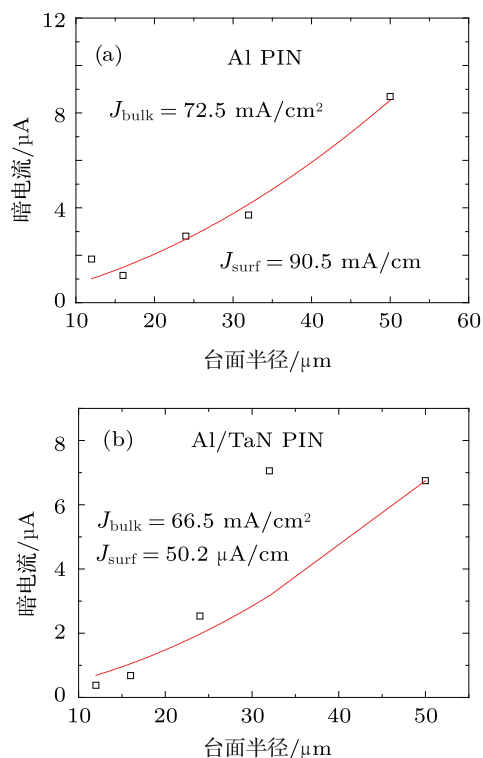 12
(a)
Al PIN
J_bulk = 72.5 mA/cm²
8
暗电流/μA
4
J_surf = 90.5 mA/cm
0
10 20 30 40 50 60
台面半径/μm
8
(b)
Al/TaN PIN
6
J_bulk = 66.5 mA/cm²
J_surf = 50.2 μA/cm
暗电流/μA
4
2
0
10 20 30 40 50
台面半径/μm